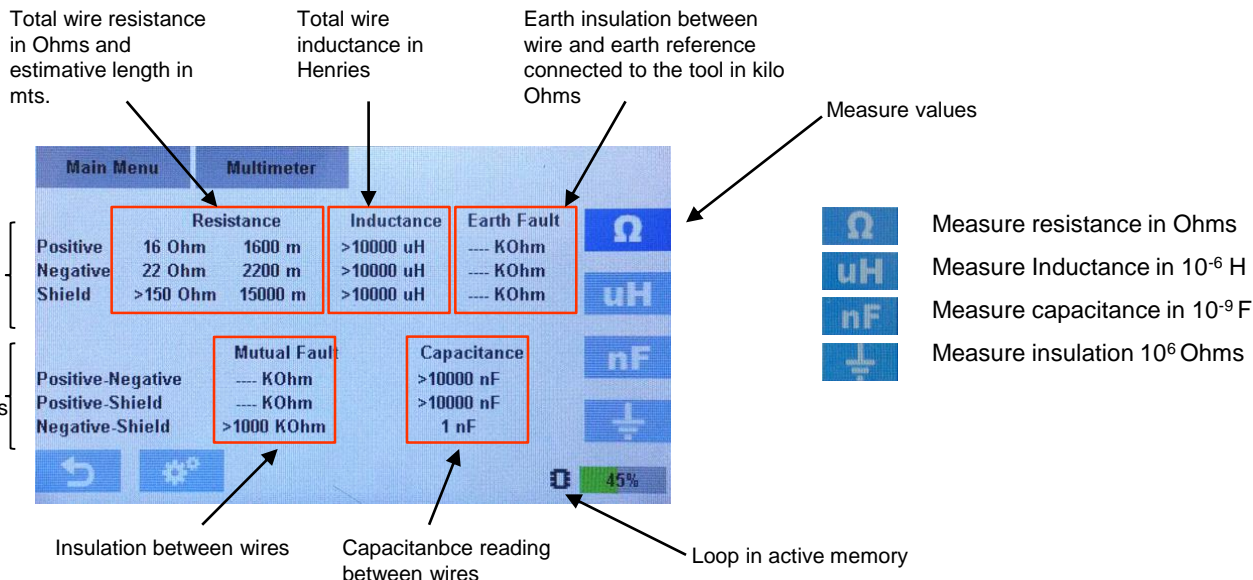 Total wire resistance
in Ohms and
estimative length in
mts.
Total wire
inductance in
Henries
Earth insulation between
wire and earth reference
connected to the tool in kilo
Ohms
Measure values
Main Menu Multimeter
Resistance Inductance Earth Fault
Positive 16 Ohm 1600 m >10000 uH ---- KOhm
Negative 22 Ohm 2200 m >10000 uH ---- KOhm
Shield >150 Ohm 15000 m >10000 uH ---- KOhm
Ω
uH
nF
Mutual Fault Capacitance
Positive-Negative ---- KOhm >10000 nF
Positive-Shield ---- KOhm >10000 nF
Negative-Shield >1000 KOhm 1 nF
s
45%
Ω Measure resistance in Ohms
uH Measure Inductance in 10⁻⁶ H
nF Measure capacitance in 10⁻⁹ F
Measure insulation 10⁶ Ohms
Insulation between wires
Capacitanbce reading
between wires
Loop in active memory